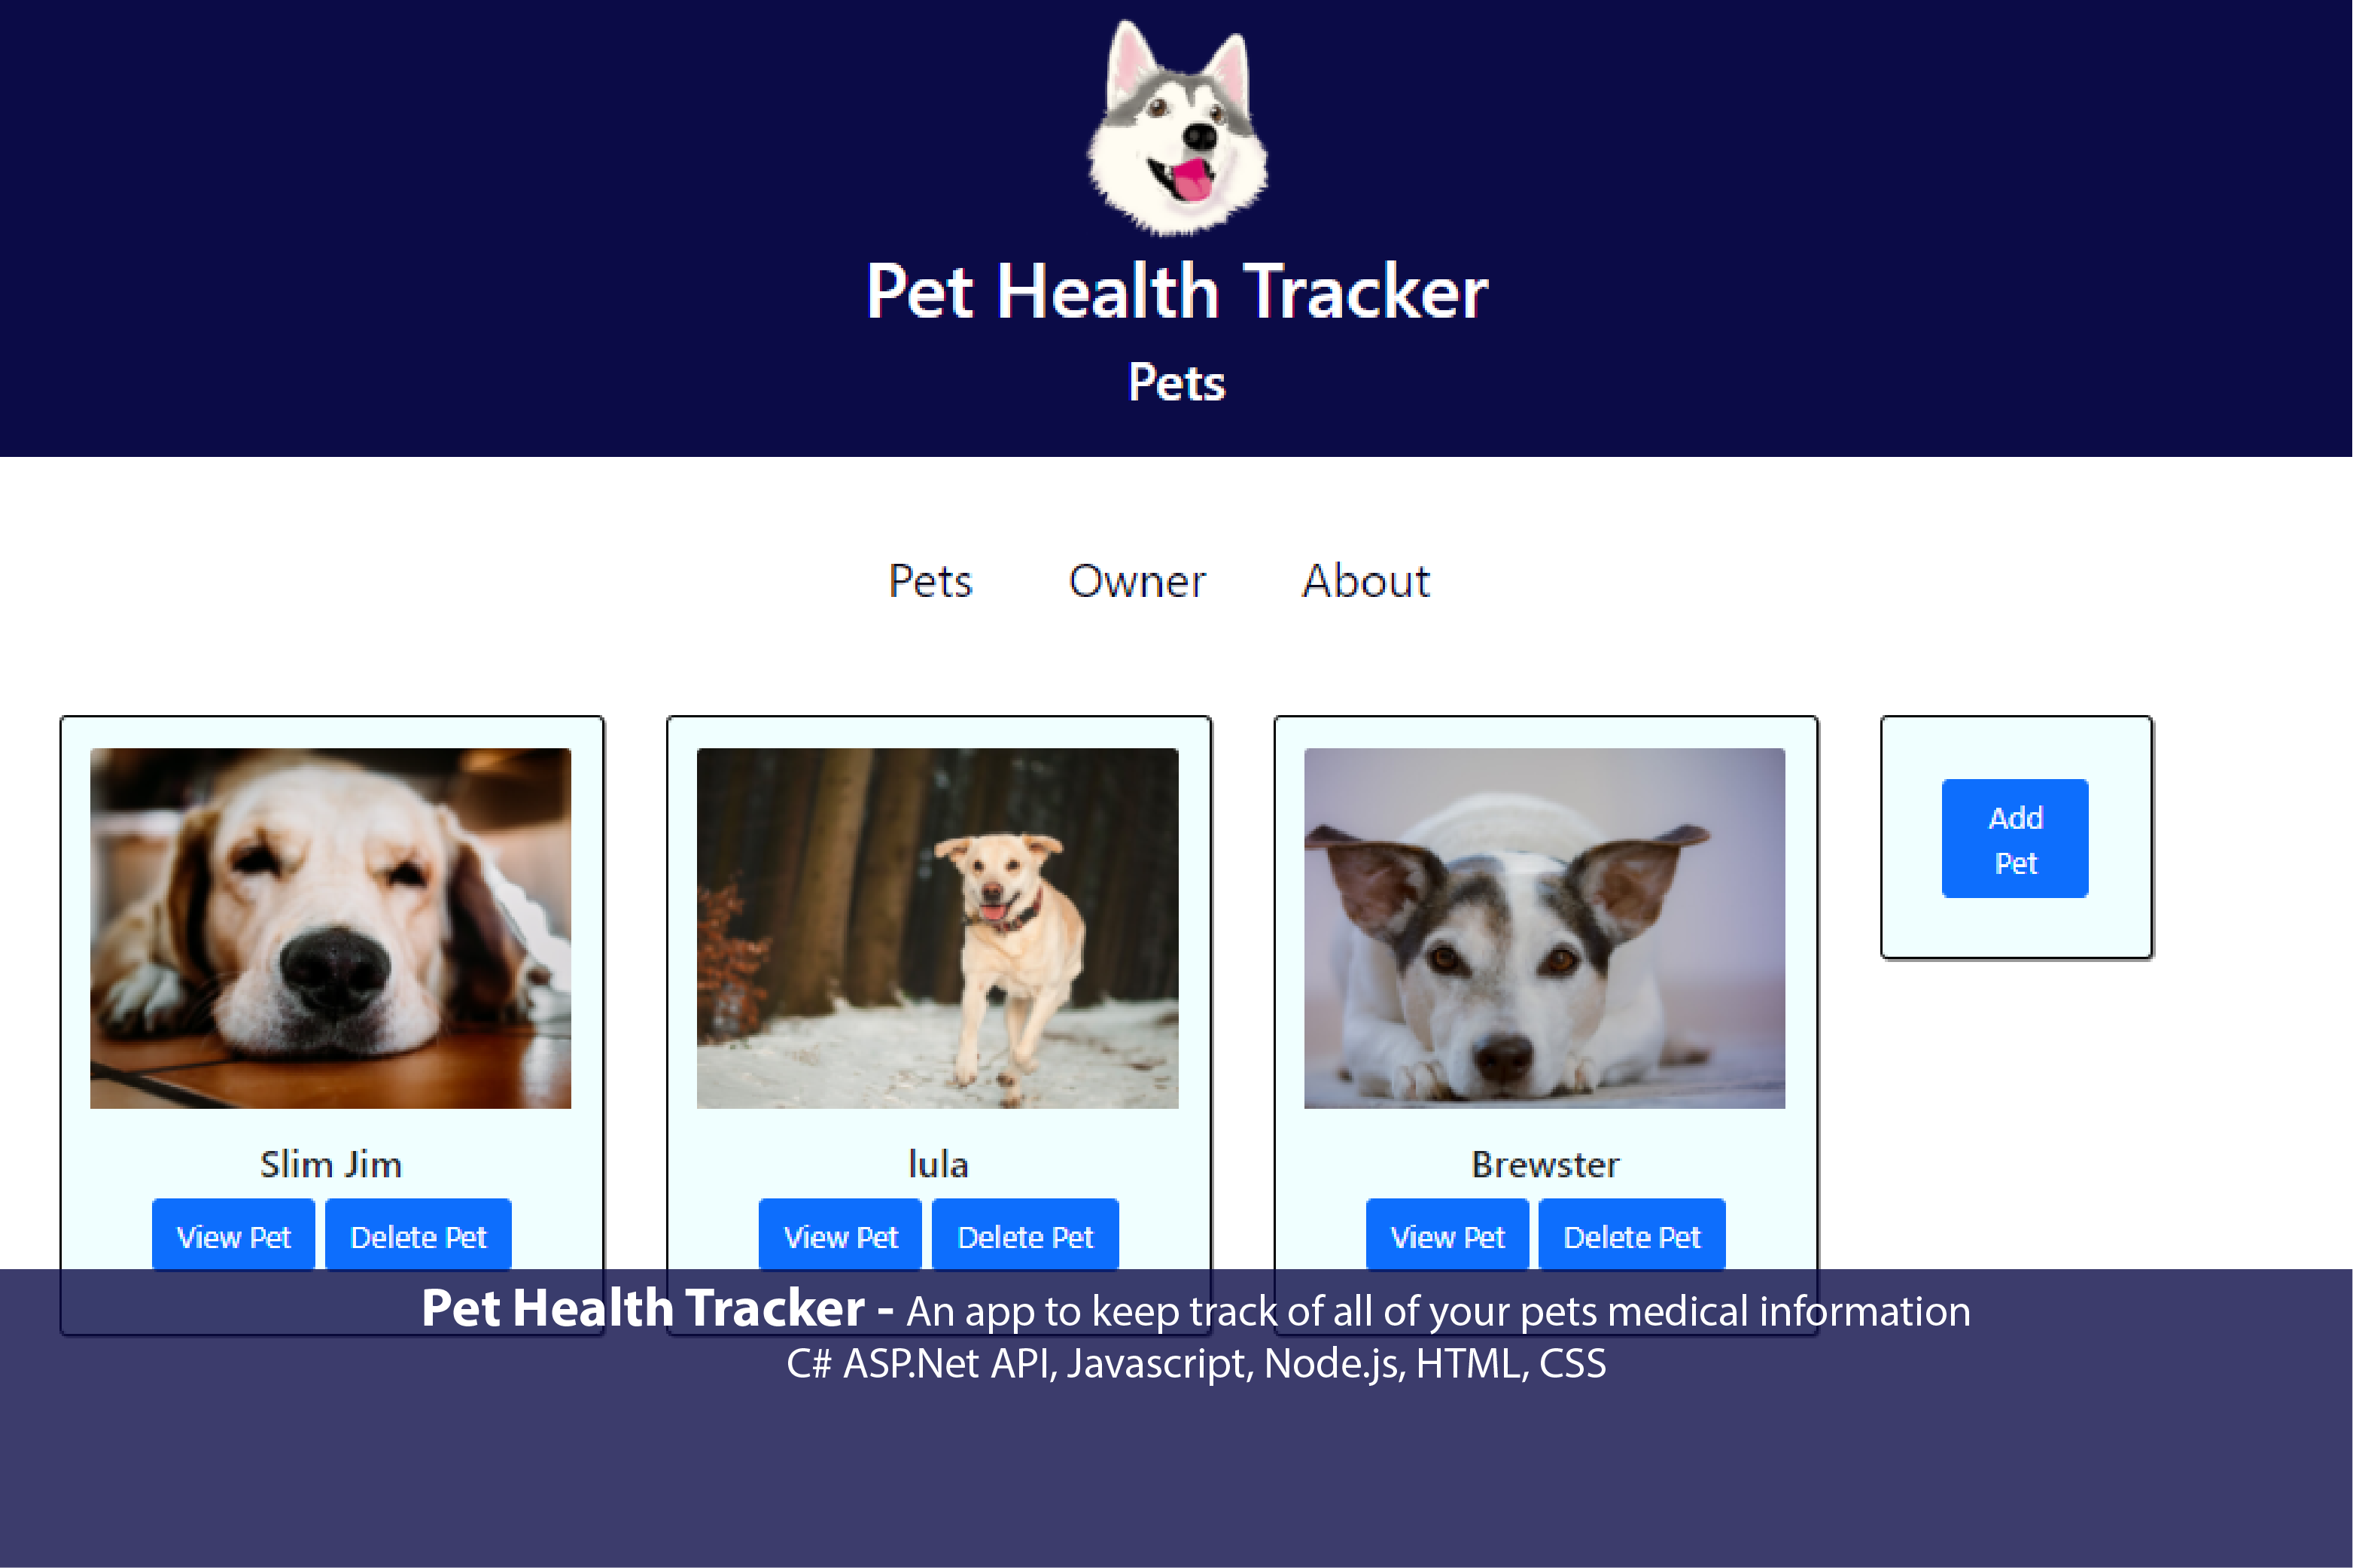 Pet Health Tracker
Pets
Pets Owner About
Add
Pet
Slim Jim
View Pet Delete Pet
lula
View Pet Delete Pet
Brewster
View Pet Delete Pet
Pet Health Tracker - An app to keep track of all of your pets medical information
C# ASP.Net API, Javascript, Node.js, HTML, CSS